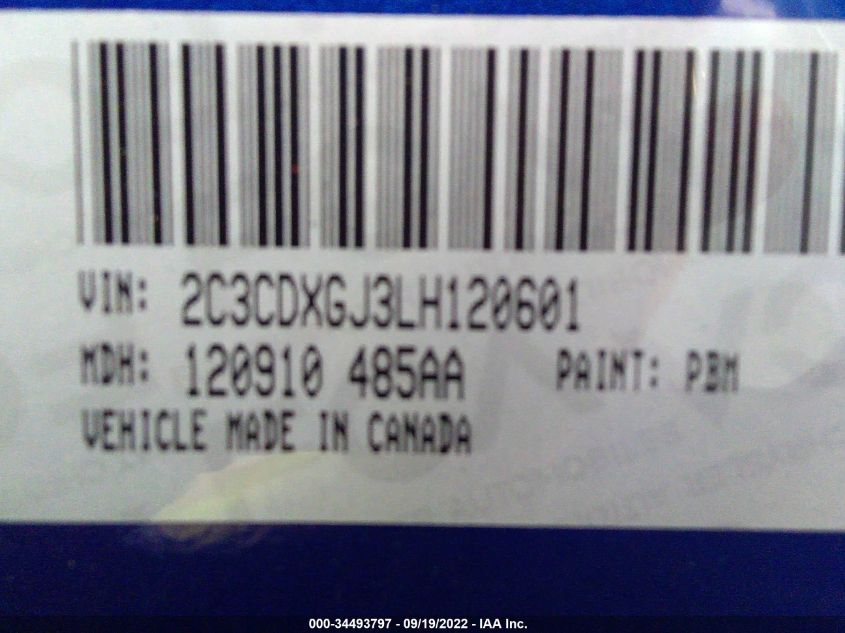 VIN: 2C3CDXGJ3LH120601
MDH: 120910 485AA PAINT: PBM
VEHICLE MADE IN CANADA
000-34493797 - 09/19/2022 - IAA Inc.